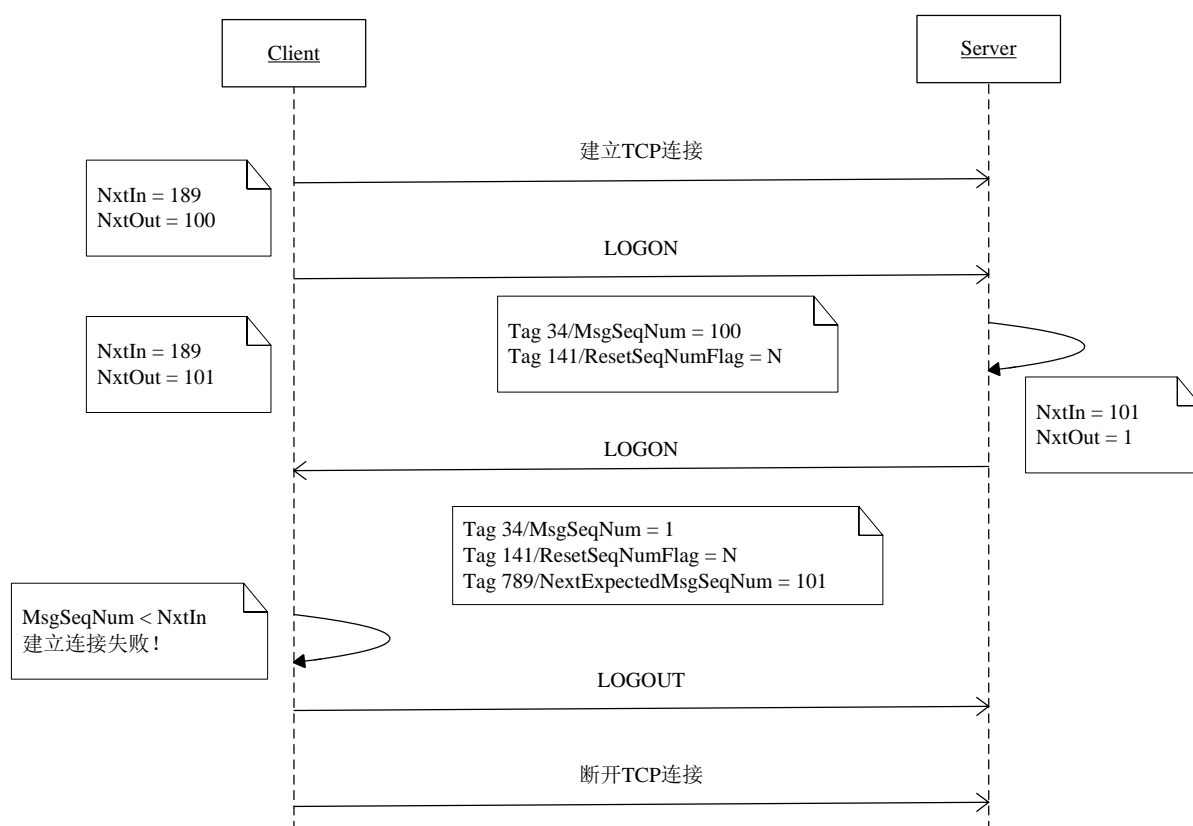 Client
Server
建立TCP连接
NxtIn = 189
NxtOut = 100
LOGON
Tag 34/MsgSeqNum = 100
Tag 141/ResetSeqNumFlag = N
NxtIn = 189
NxtOut = 101
NxtIn = 101
NxtOut = 1
LOGON
Tag 34/MsgSeqNum = 1
Tag 141/ResetSeqNumFlag = N
Tag 789/NextExpectedMsgSeqNum = 101
MsgSeqNum < NxtIn
建立连接失败！
LOGOUT
断开TCP连接